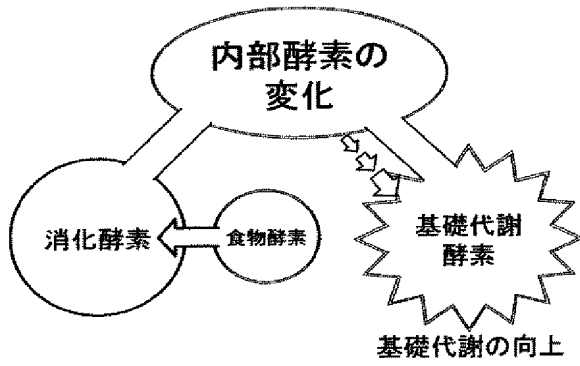 内部酵素の
変化
消化酵素
食物酵素
基礎代謝
酵素
基礎代謝の向上